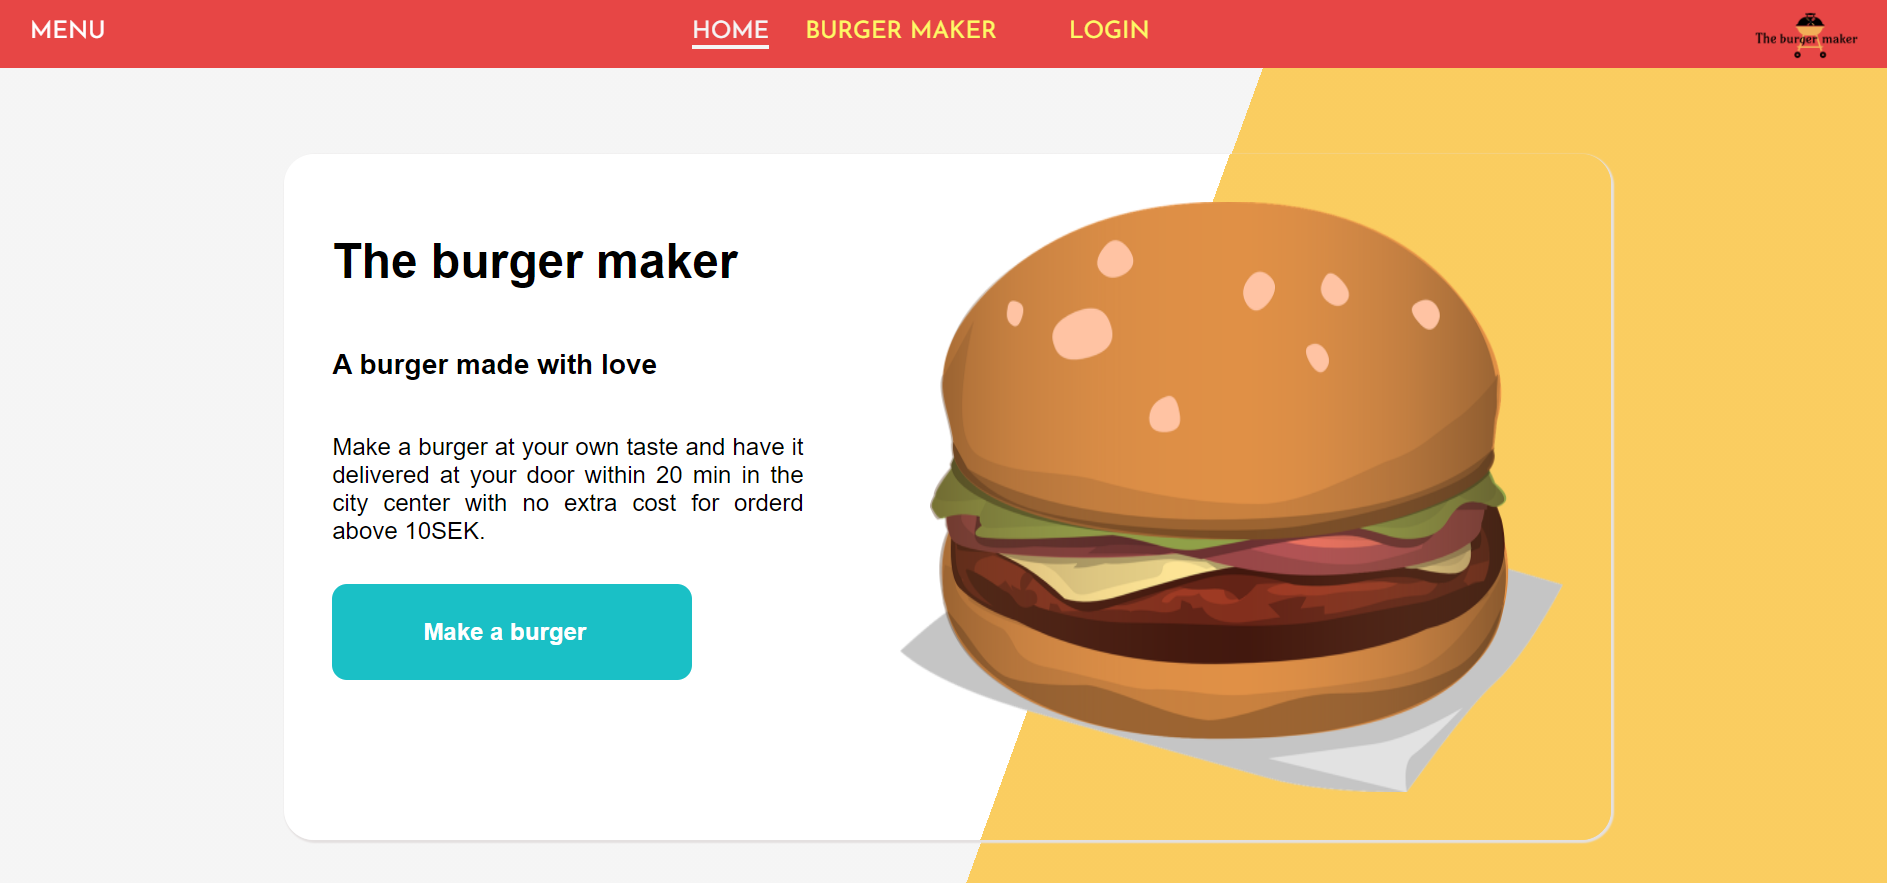 MENU HOME BURGER MAKER LOGIN
The burger maker
The burger maker
A burger made with love
Make a burger at your own taste and have it
delivered at your door within 20 min in the
city center with no extra cost for orderd
above 10SEK.
Make a burger